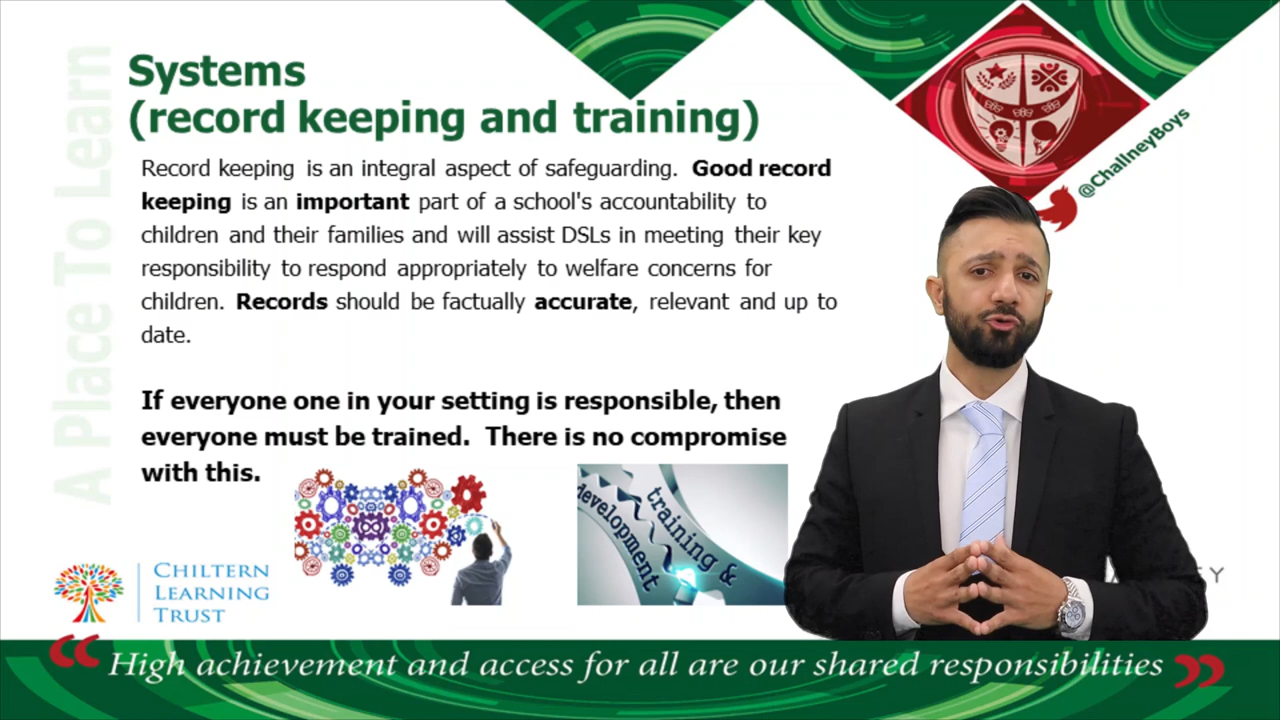 A Place To Learn
Systems
(record keeping and training)
@ChallneyBoys
Record keeping is an integral aspect of safeguarding. Good record
keeping is an important part of a school's accountability to
children and their families and will assist DSLs in meeting their key
responsibility to respond appropriately to welfare concerns for
children. Records should be factually accurate, relevant and up to
date.
If everyone one in your setting is responsible, then
everyone must be trained. There is no compromise
with this.
training &
development
CHILTERN
LEARNING
TRUST
“High achievement and access for all are our shared responsibilities”